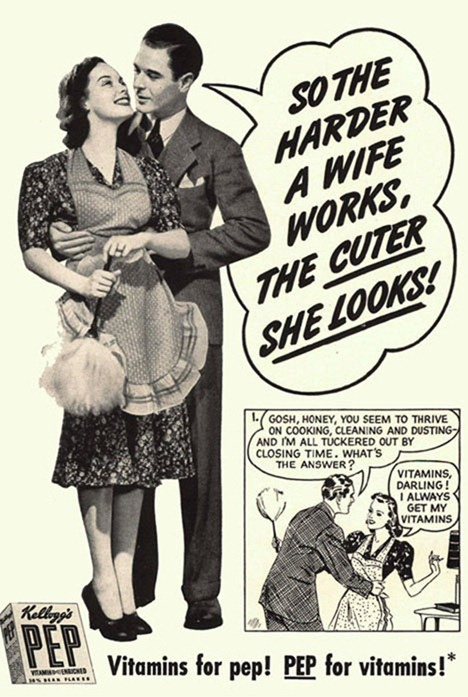 SO THE
HARDER
A WIFE
WORKS,
THE CUTER
SHE LOOKS!
1. GOSH, HONEY, YOU SEEM TO THRIVE
ON COOKING, CLEANING AND DUSTING-
AND I'M ALL TUCKERED OUT BY
CLOSING TIME. WHAT'S
THE ANSWER?
VITAMINS,
DARLING!
I ALWAYS
GET MY
VITAMINS
Kellogg's
PEP
PEP
VITAMIN-ENRICHED
30% BRAN FLAKES
Vitamins for pep! PEP for vitamins!*